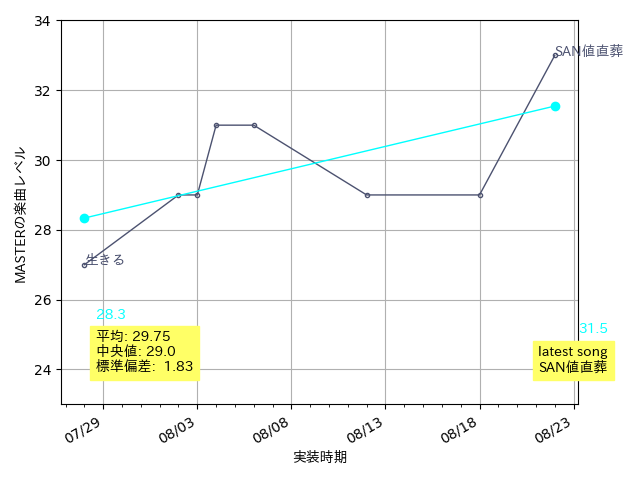 34
32
30
28
26
24
MASTERの楽曲レベル
SAN値直葬
生きる
28.3
平均: 29.75
中央値: 29.0
標準偏差: 1.83
31.5
latest song
SAN値直葬
07/29
08/03
08/08
08/13
08/18
08/23
実装時期